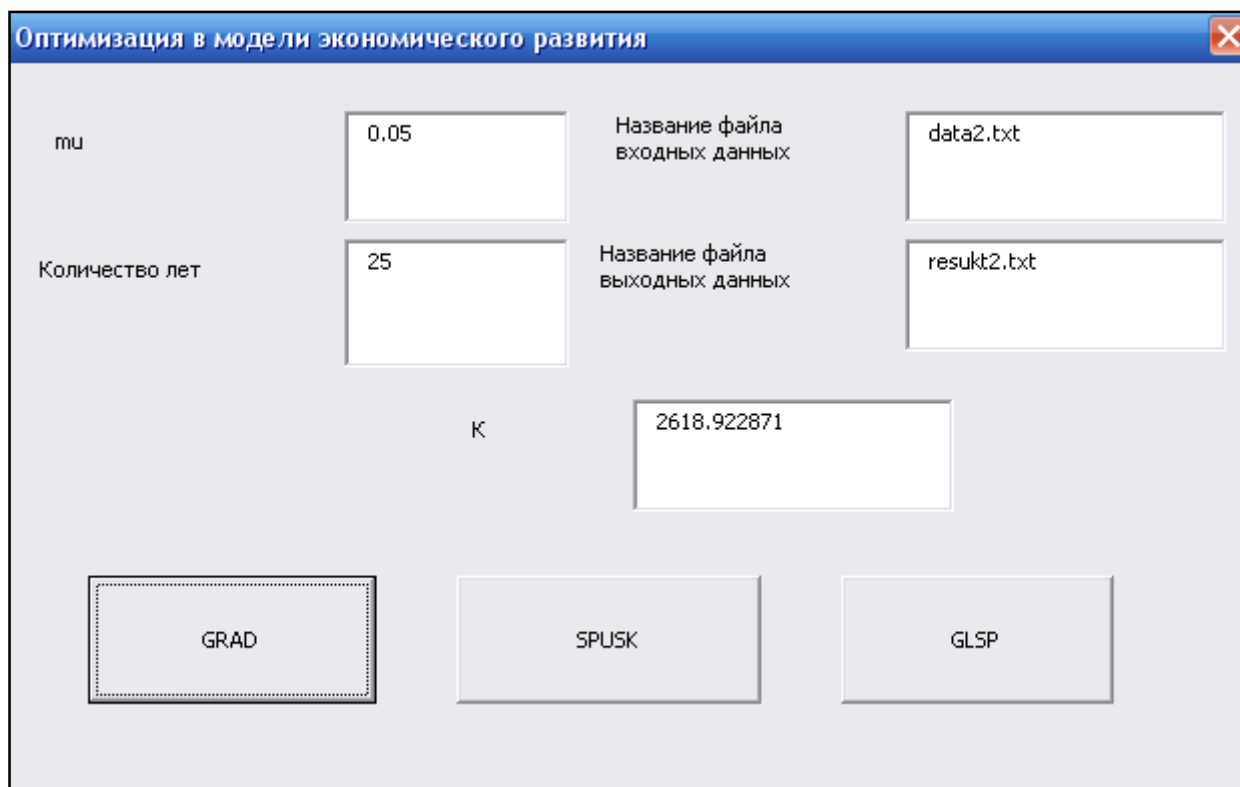 Оптимизация в модели экономического развития
mu
0.05
Название файла
входных данных
data2.txt
Количество лет
25
Название файла
выходных данных
resukt2.txt
К
2618.922871
GRAD
SPUSK
GLSP